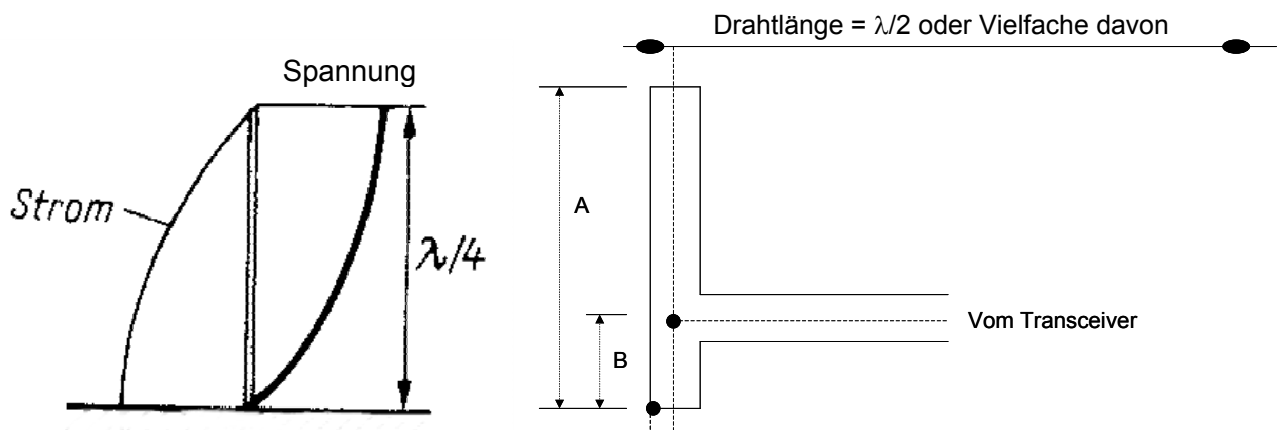 Spannung
Strom
λ/4
Drahtlänge = λ/2 oder Vielfache davon
A
B
Vom Transceiver